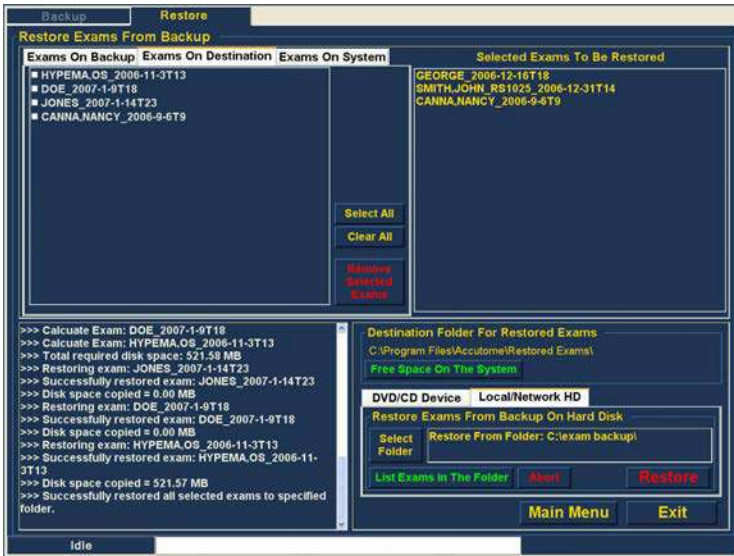 Backup
Restore
Restore Exams From Backup
Exams On Backup
Exams On Destination
Exams On System
HYPEMA,OS_2006-11-3T13
DOE_2007-1-9T18
JONES_2007-1-14T23
CANNA,NANCY_2006-9-6T9
Select All
Clear All
Remove
Selected
Exams
Selected Exams To Be Restored
GEORGE_2006-12-16T18
SMITH,JOHN_RS1025_2006-12-31T14
CANNA,NANCY_2006-9-6T9
>>> Calcuate Exam: DOE_2007-1-9T18
>>> Calcuate Exam: HYPEMA,OS_2006-11-3T13
>>> Total required disk space: 521.58 MB
>>> Restoring exam: JONES_2007-1-14T23
>>> Successfully restored exam: JONES_2007-1-14T23
>>> Disk space copied = 0.00 MB
>>> Restoring exam: DOE_2007-1-9T18
>>> Successfully restored exam: DOE_2007-1-9T18
>>> Disk space copied = 0.00 MB
>>> Restoring exam: HYPEMA,OS_2006-11-3T13
>>> Successfully restored exam: HYPEMA,OS_2006-11-
3T13
>>> Disk space copied = 521.57 MB
>>> Successfully restored all selected exams to specified
folder.
Destination Folder For Restored Exams
C:\Program Files\Accutome\Restored Exams\
Free Space On The System
DVD/CD Device
Local/Network HD
Restore Exams From Backup On Hard Disk
Select
Folder
Restore From Folder: C:\exam backup\
List Exams In The Folder
Abort
Restore
Main Menu
Exit
Idle